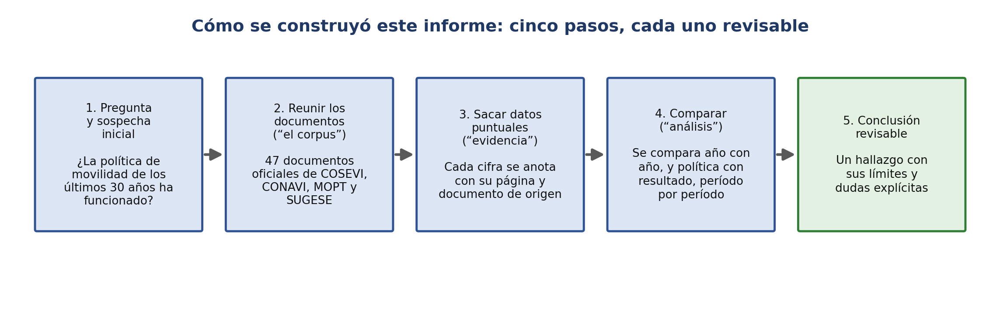 Cómo se construyó este informe: cinco pasos, cada uno revisable
1. Pregunta
y sospecha
inicial
¿La política de
movilidad de los
últimos 30 años ha
funcionado?
2. Reunir los
documentos
(“el corpus”)
47 documentos
oficiales de COSEVI,
CONAVI, MOPT y
SUGESE
3. Sacar datos
puntuales
(“evidencia”)
Cada cifra se anota
con su página y
documento de origen
4. Comparar
(“análisis”)
Se compara año con
año, y política con
resultado, período
por período
5. Conclusión
revisable
Un hallazgo con
sus límites y
dudas explícitas